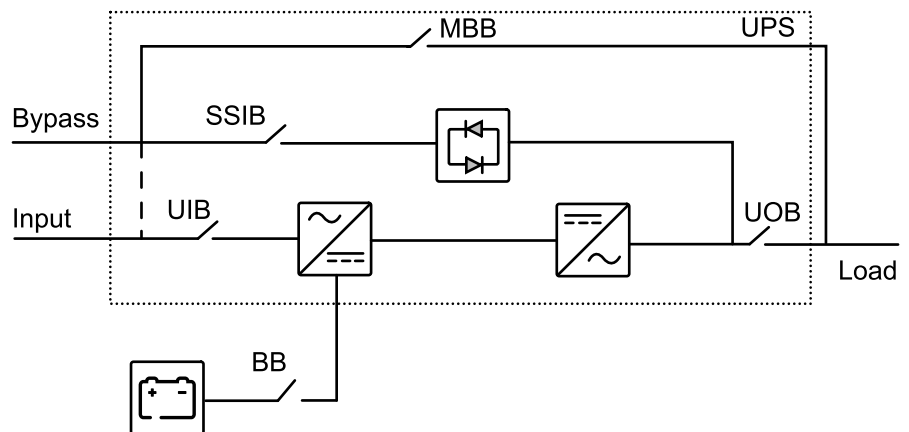 MBB
UPS
Bypass
SSIB
Input
UIB
UOB
Load
BB